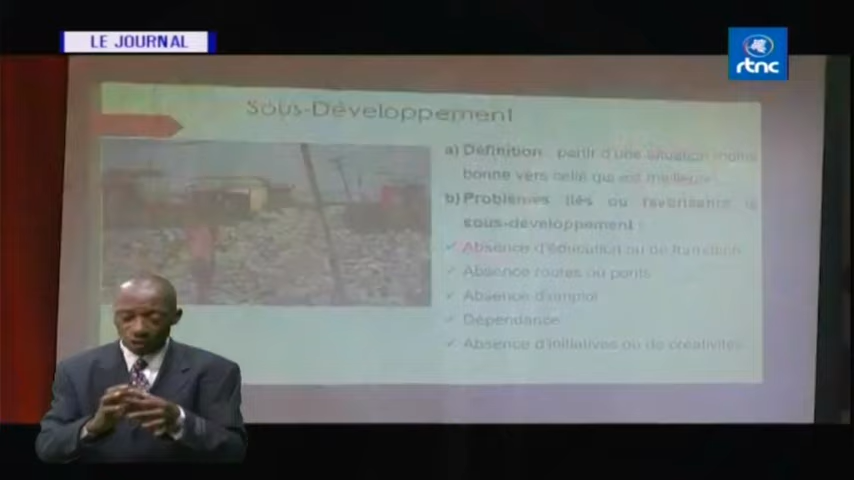 LE JOURNAL
rtnc
Sous-Développement
a) Définition : partir d'une situation moins
bonne vers celle qui est meilleure
b) Problèmes liés ou favorisants le
sous-développement :
✓ Absence d'éducation ou de formation
✓ Absence routes ou ponts
✓ Absence d'emploi
✓ Dépendance
✓ Absence d'initiatives ou de créativités